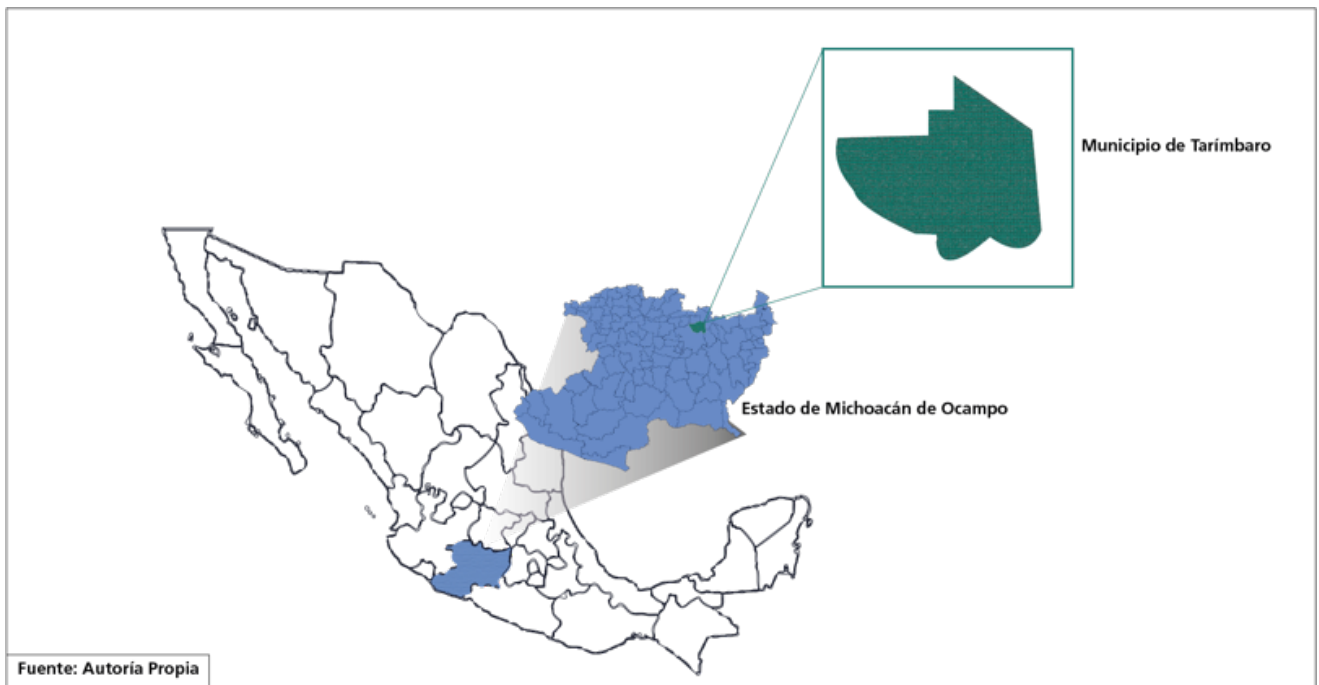 Municipio de Tarímbaro
Estado de Michoacán de Ocampo
Fuente: Autoría Propia